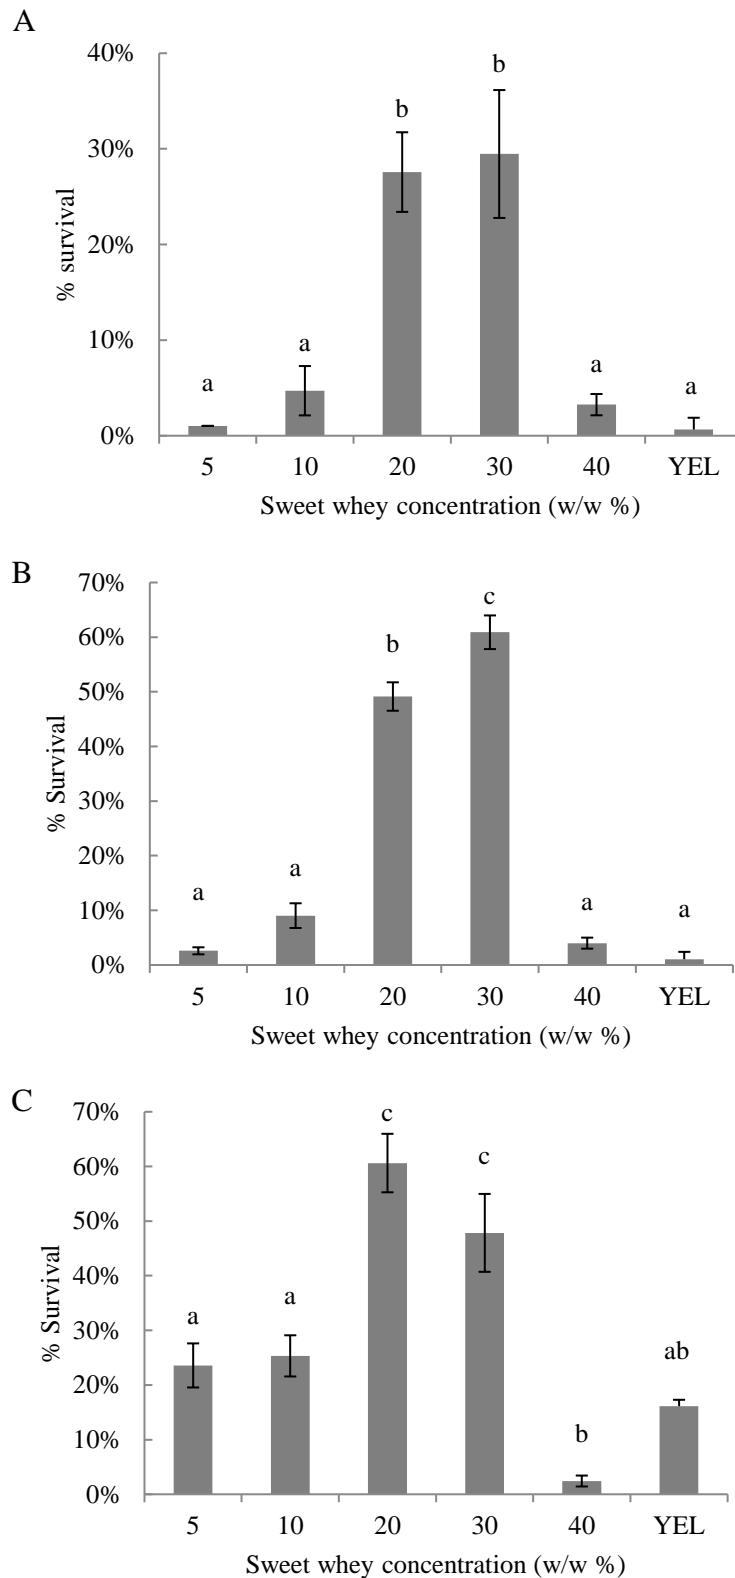 A
40%
b
b
30%
20%
% survival
10%
a
a
a
a
0%
5 10 20 30 40 YEL
Sweet whey concentration (w/w %)
B
70%
c
60%
b
50%
40%
% Survival
30%
20%
a
a
a
a
10%
0%
5 10 20 30 40 YEL
Sweet whey concentration (w/w %)
C
70%
c
60%
c
50%
40%
% Survival
a
a
30%
ab
20%
10%
b
0%
5 10 20 30 40 YEL
Sweet whey concentration (w/w %)